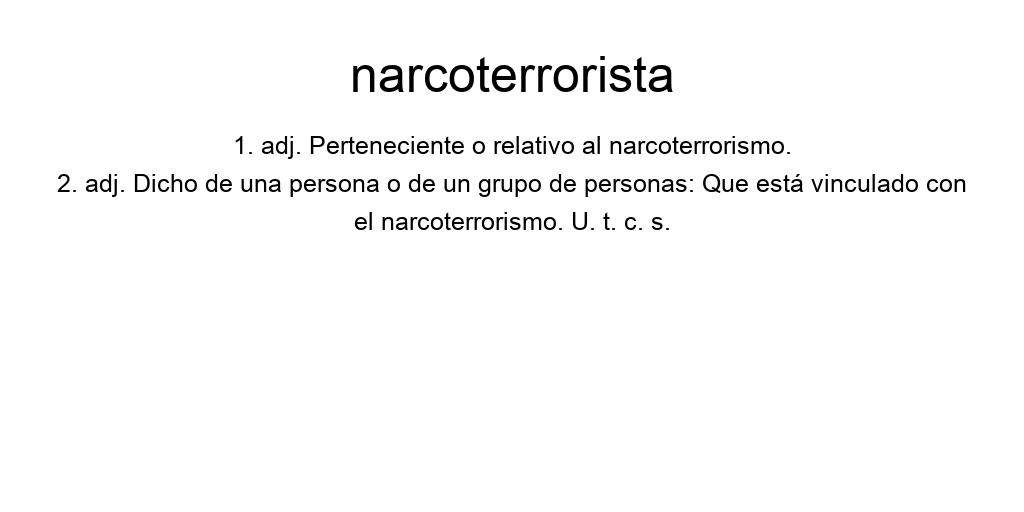 narcoterrorista
1. adj. Perteneciente o relativo al narcoterrorismo.
2. adj. Dicho de una persona o de un grupo de personas: Que está vinculado con
el narcoterrorismo. U. t. c. s.